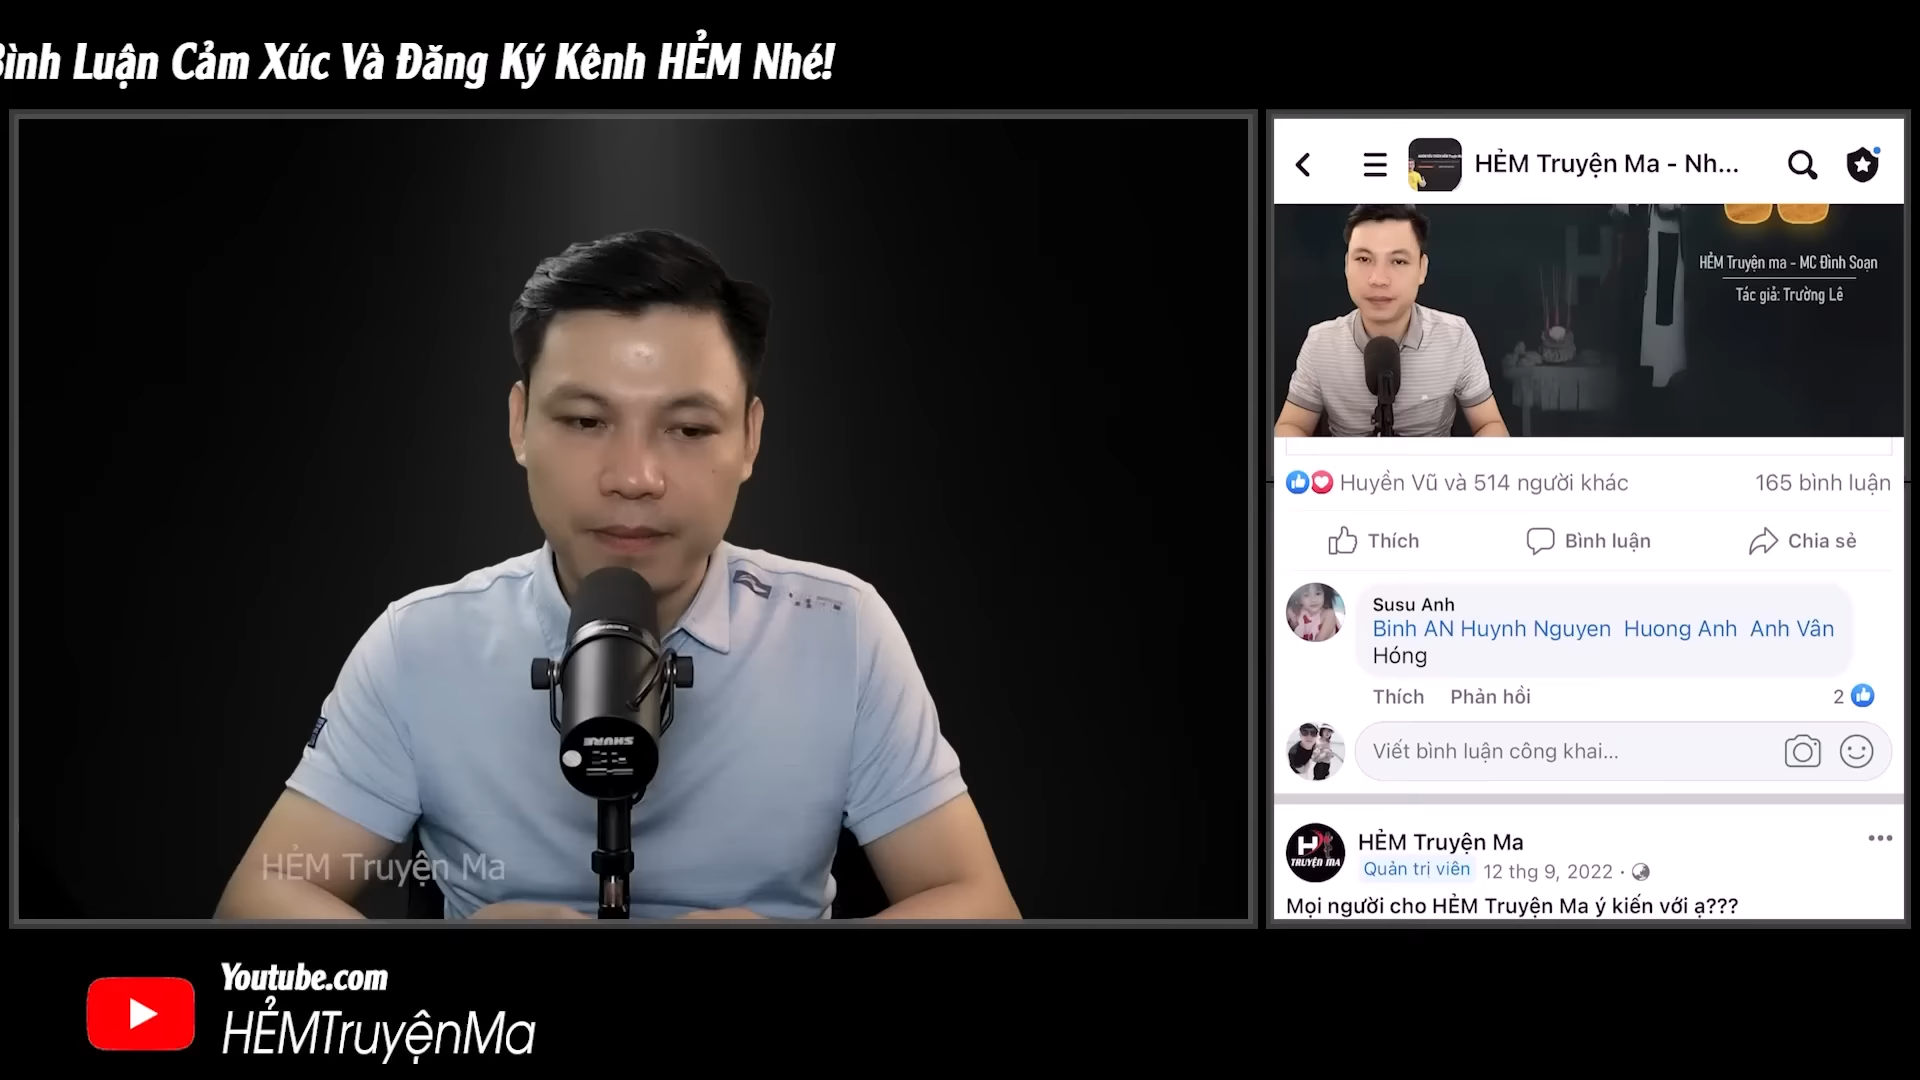 Bình Luận Cảm Xúc Và Đăng Ký Kênh HẺM Nhé!
HẺM Truyện Ma - Nh...
HẺM Truyện ma - MC Đình Soạn
Tác giả: Trường Lê
Huyền Vũ và 514 người khác
165 bình luận
Thích
Bình luận
Chia sẻ
Susu Anh
Binh AN Huynh Nguyen Huong Anh Anh Vân
Hóng
Thích
Phản hồi
2
Viết bình luận công khai...
H
TRUYỆN MA
HẺM Truyện Ma
Quản trị viên
12 thg 9, 2022
Mọi người cho HẺM Truyện Ma ý kiến với ạ???
SHURE
HẺM Truyện Ma
Youtube.com
HẺMTruyệnMa